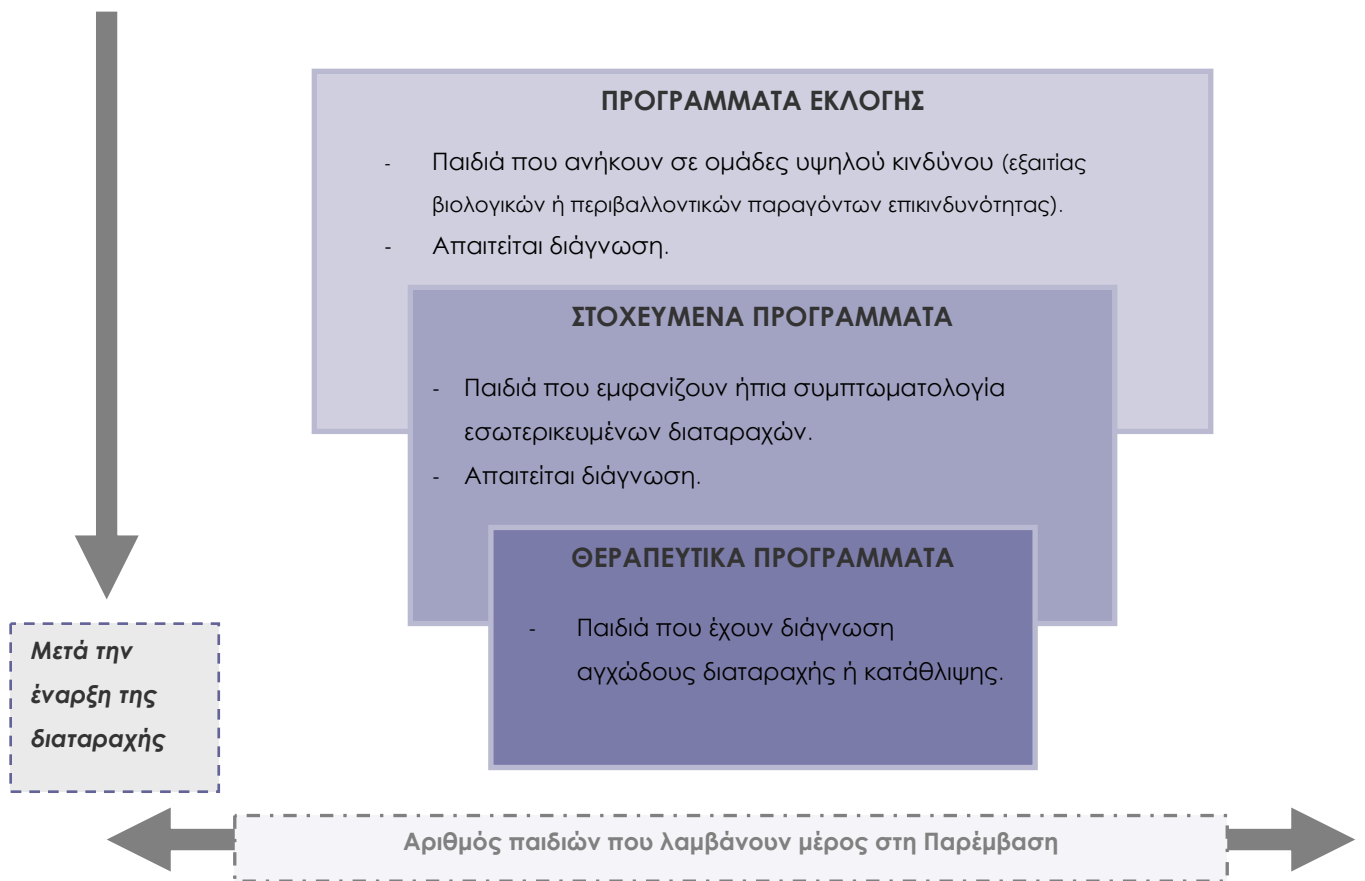 ΠΡΟΓΡΑΜΜΑΤΑ ΕΚΛΟΓΗΣ
- Παιδιά που ανήκουν σε ομάδες υψηλού κινδύνου (εξαιτίας
βιολογικών ή περιβαλλοντικών παραγόντων επικινδυνότητας).
- Απαιτείται διάγνωση.
ΣΤΟΧΕΥΜΕΝΑ ΠΡΟΓΡΑΜΜΑΤΑ
- Παιδιά που εμφανίζουν ήπια συμπτωματολογία
εσωτερικευμένων διαταραχών.
- Απαιτείται διάγνωση.
ΘΕΡΑΠΕΥΤΙΚΑ ΠΡΟΓΡΑΜΜΑΤΑ
- Παιδιά που έχουν διάγνωση
αγχώδους διαταραχής ή κατάθλιψης.
Μετά την
έναρξη της
διαταραχής
Αριθμός παιδιών που λαμβάνουν μέρος στη Παρέμβαση